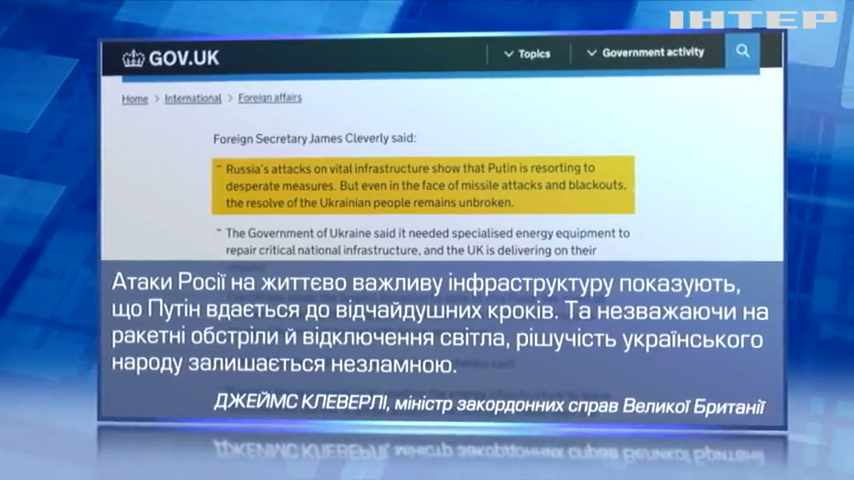 ІНТЕР
GOV.UK
Topics
Government activity
Home > International > Foreign affairs
Foreign Secretary James Cleverly said:
" Russia's attacks on vital infrastructure show that Putin is resorting to
desperate measures. But even in the face of missile attacks and blackouts,
the resolve of the Ukrainian people remains unbroken.
" The Government of Ukraine said it needed specialised energy equipment to
repair critical national infrastructure, and the UK is delivering on their
Атаки Росії на життєво важливу інфраструктуру показують,
що Путін вдається до відчайдушних кроків. Та незважаючи на
ракетні обстріли й відключення світла, рішучість українського
народу залишається незламною.
ДЖЕЙМС КЛЕВЕРЛІ, міністр закордонних справ Великої Британії